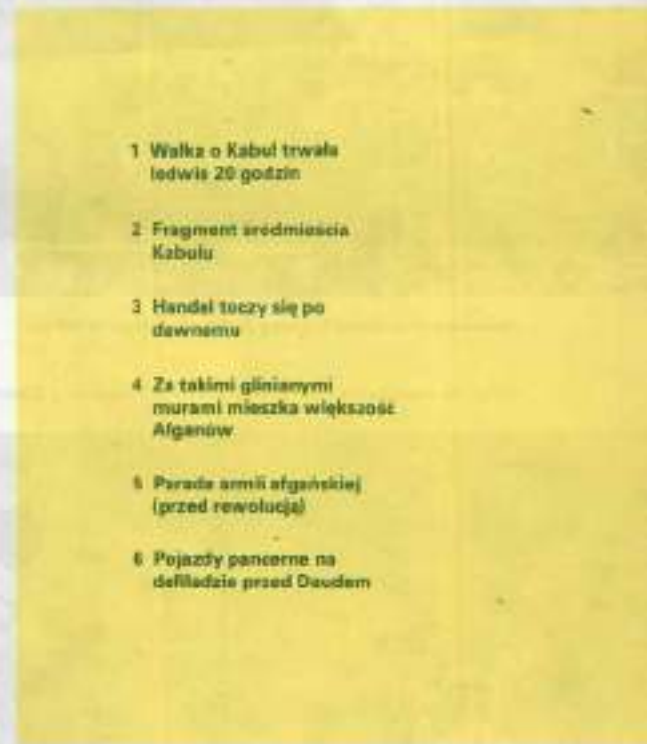 1 Walka o Kabul trwała
ledwie 20 godzin
2 Fragment śródmieścia
Kabulu
3 Handel toczy się po
dawnemu
4 Za takimi glinianymi
murami mieszka większość
Afganów
5 Parada armii afgańskiej
(przed rewolucją)
6 Pojazdy pancerne na
defiladzie przed Daudem